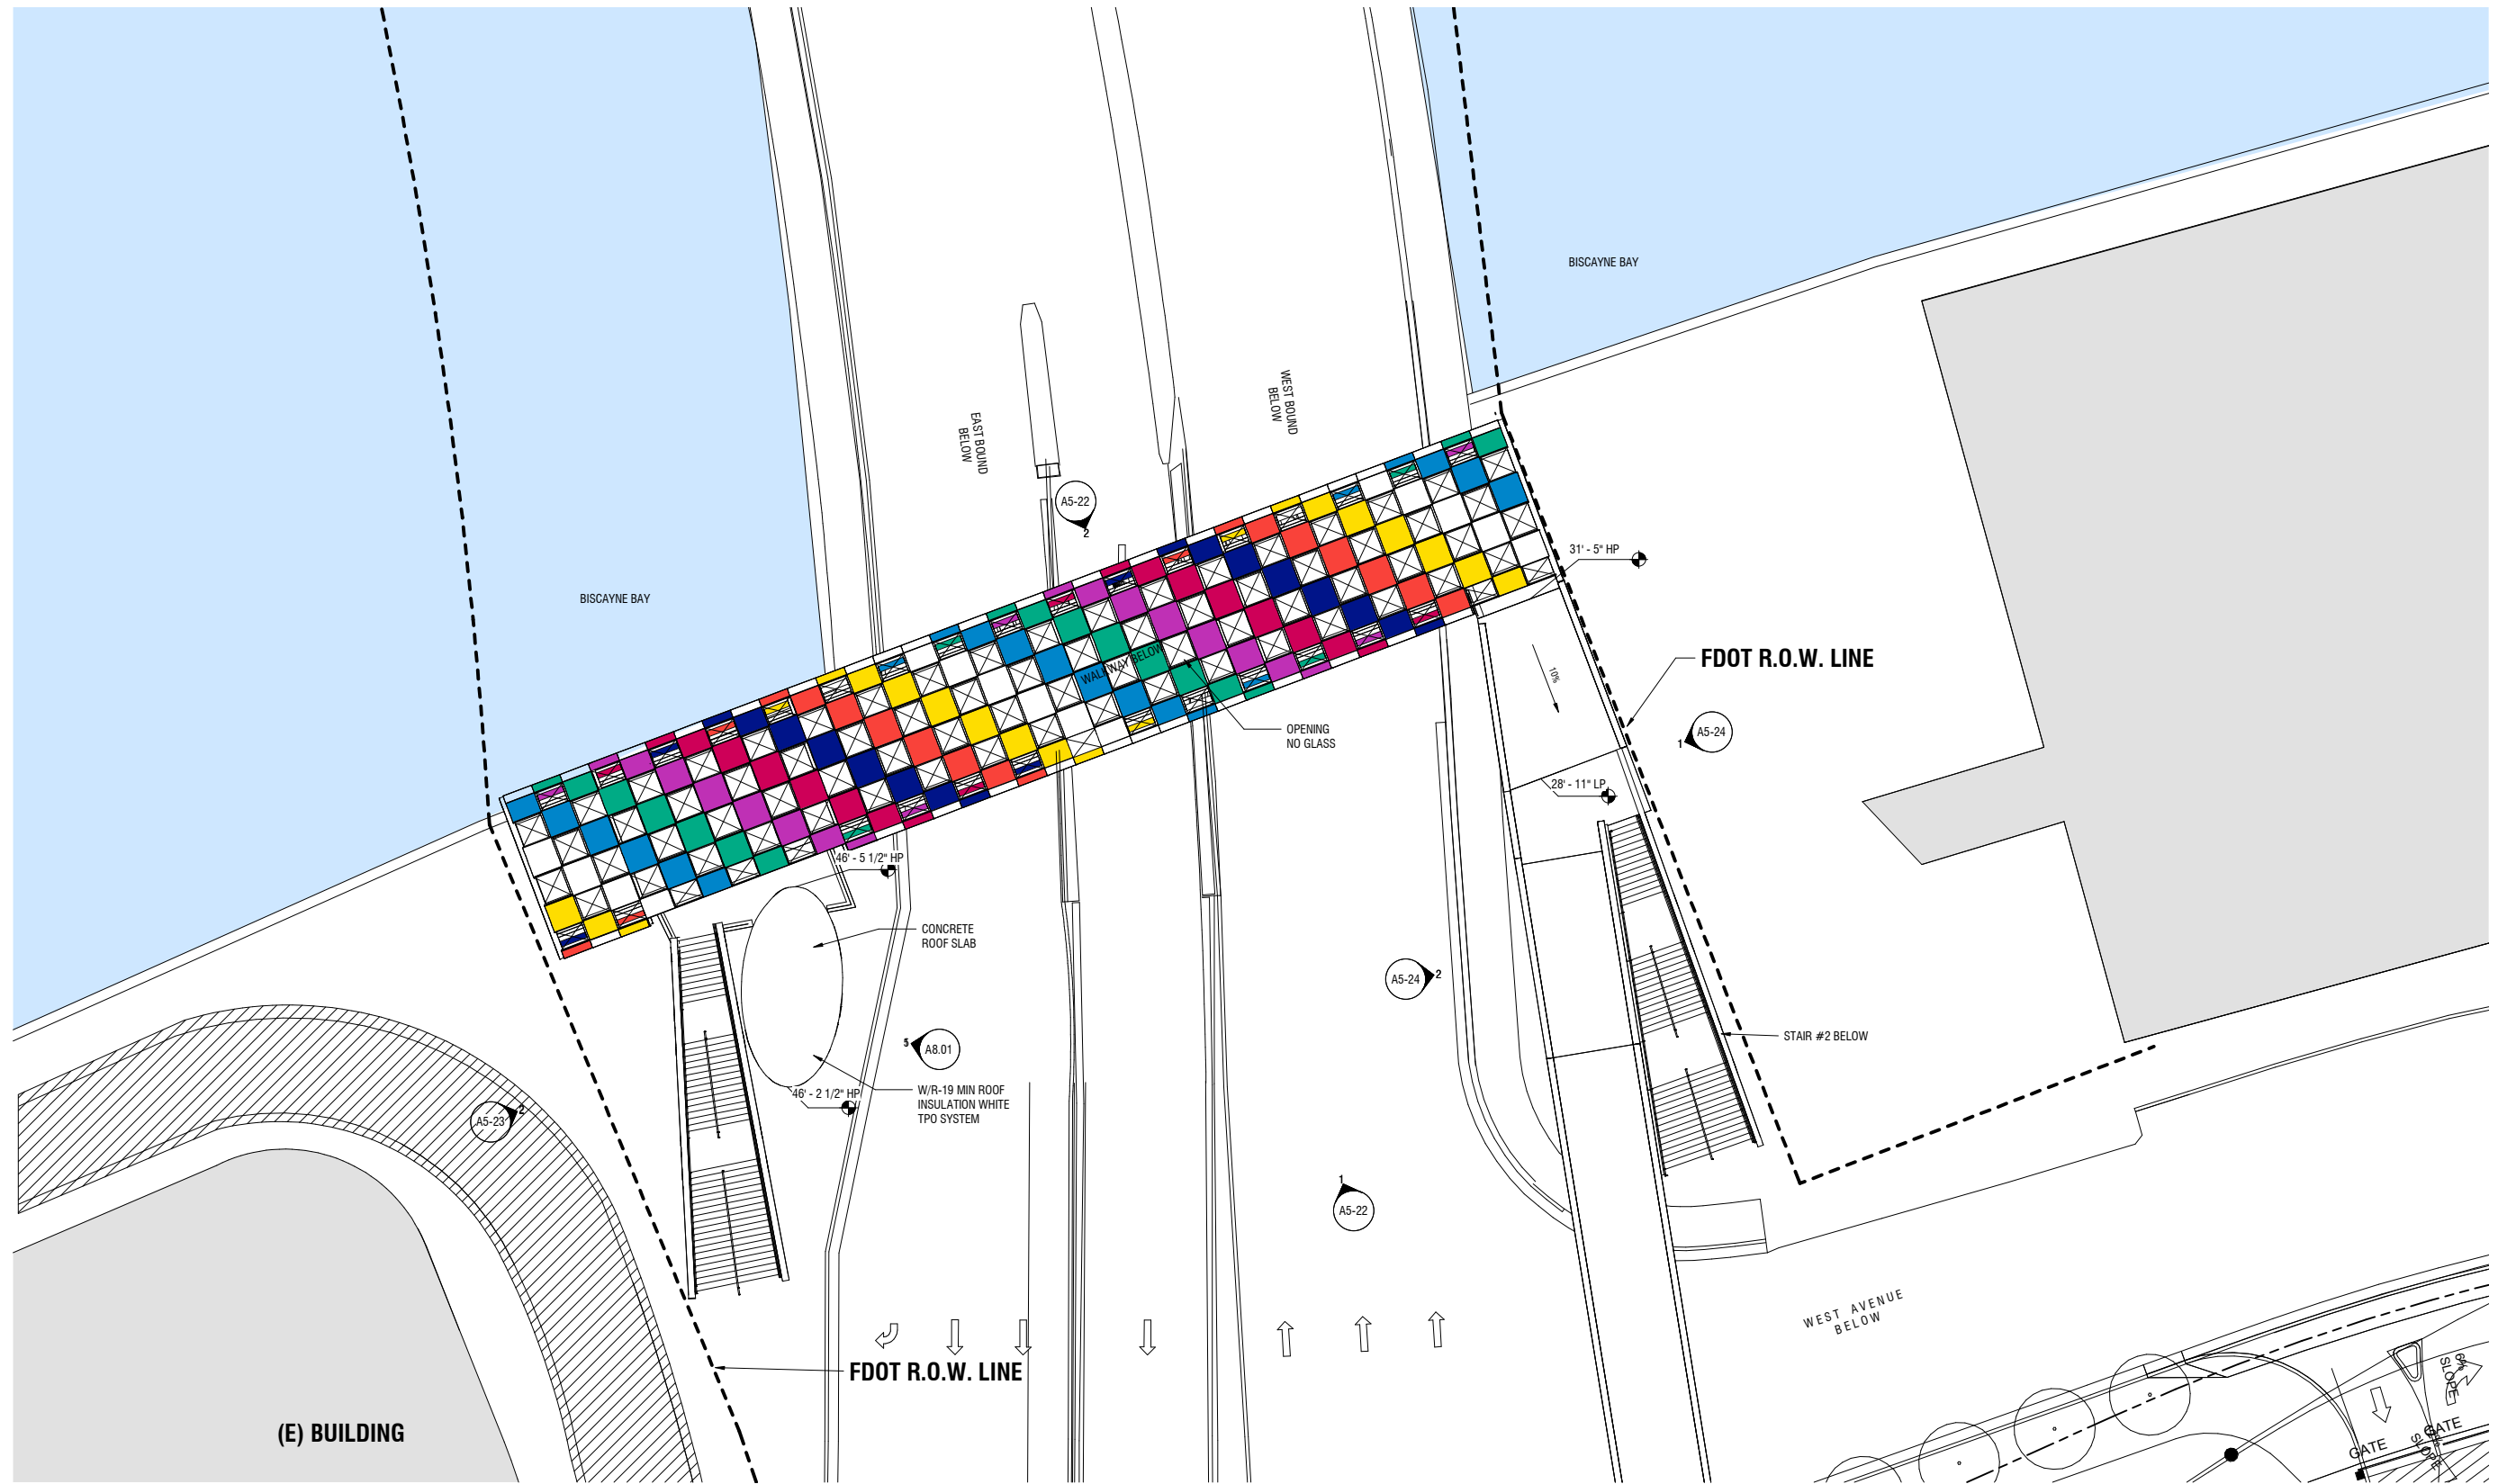 BISCAYNE BAY
WEST BOUND
BELOW
EAST BOUND
BELOW
A5-22
2
31' - 5" HP
BISCAYNE BAY
WALKWAY BELOW
FDOT R.O.W. LINE
10%
OPENING
NO GLASS
A5-24
1
28' - 11" LP
46' - 5 1/2" HP
CONCRETE
ROOF SLAB
A5-24
2
STAIR #2 BELOW
5
A8.01
46' - 2 1/2" HP
W/R-19 MIN ROOF
INSULATION WHITE
TPO SYSTEM
A5-23
2
1
A5-22
WEST AVENUE
BELOW
FDOT R.O.W. LINE
(E) BUILDING
6%
SLOPE
GATE
GATE
SLOPE